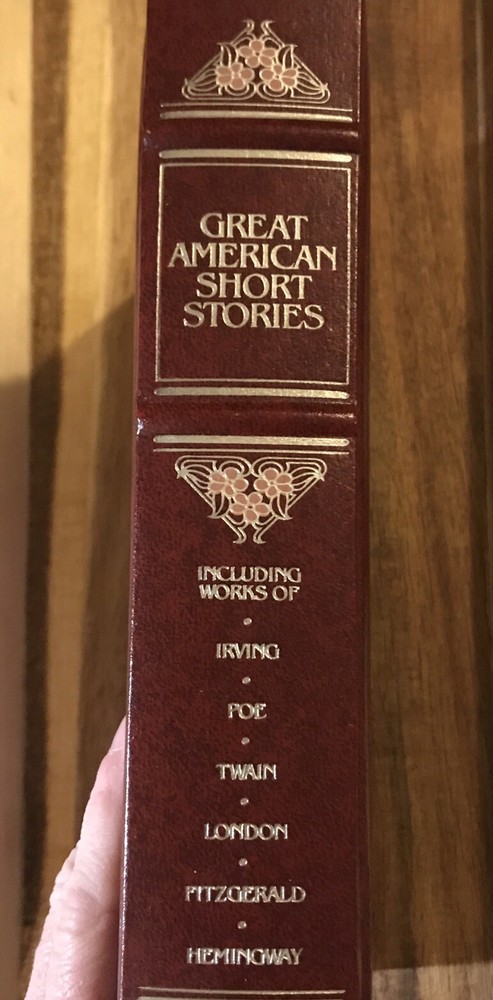 GREAT
AMERICAN
SHORT
STORIES
INCLUDING
WORKS OF
IRVING
POE
TWAIN
LONDON
FITZGERALD
HEMINGWAY